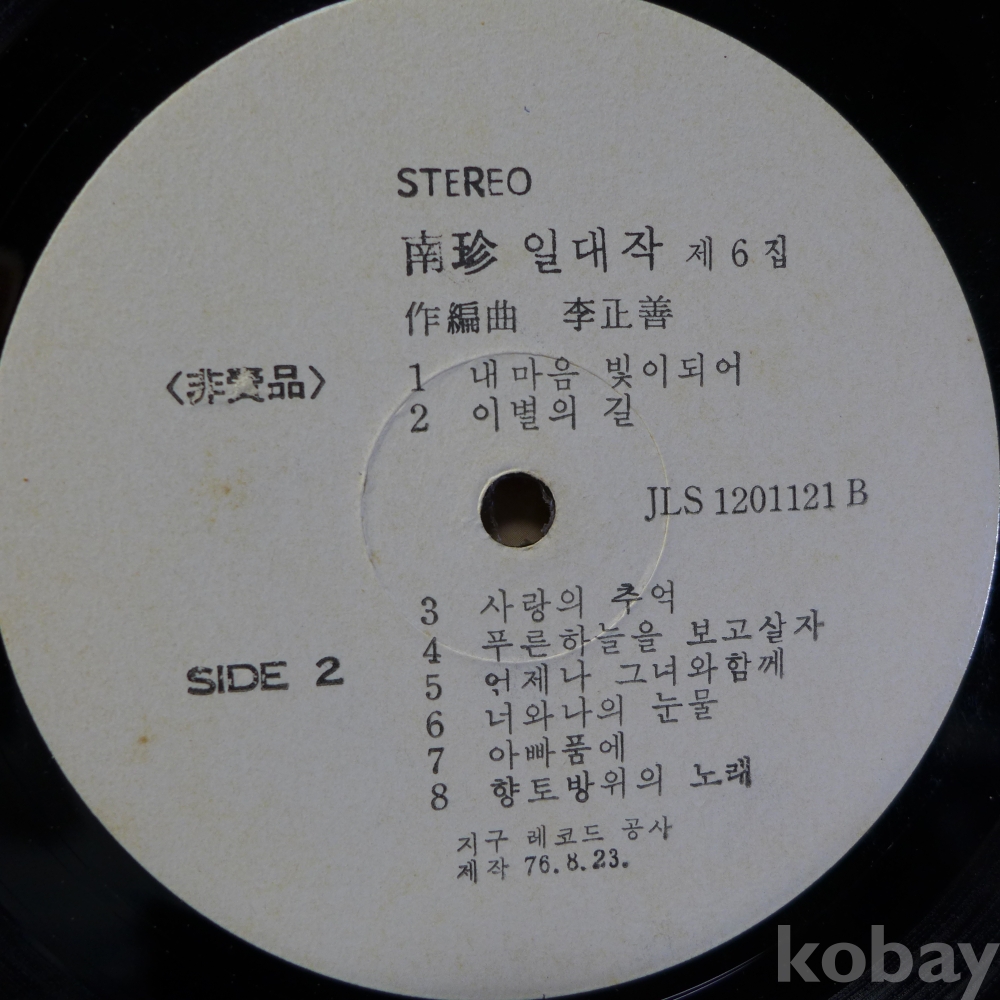 STEREO
南珍 일대작 제 6 집
作編曲 李正善
<非賣品>
1 내마음 빛이되어
2 이별의 길
JLS 1201121 B
3 사랑의 추억
4 푸른하늘을 보고살자
SIDE 2
5 언제나 그녀와함께
6 너와나의 눈물
7 아빠품에
8 향토방위의 노래
지구 레코드 공사
제작 76.8.23.
kobay